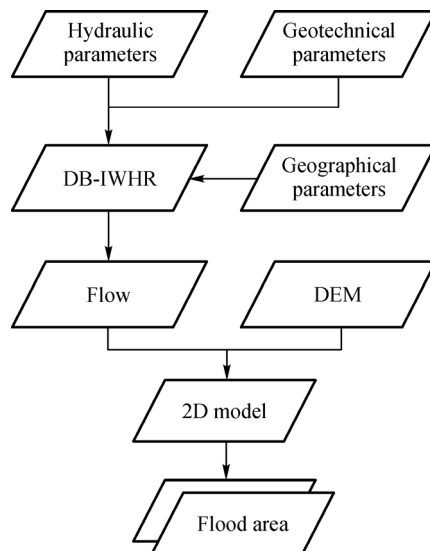 Hydraulic
parameters
Geotechnical
parameters
DB-IWHR
Geographical
parameters
Flow
DEM
2D model
Flood area